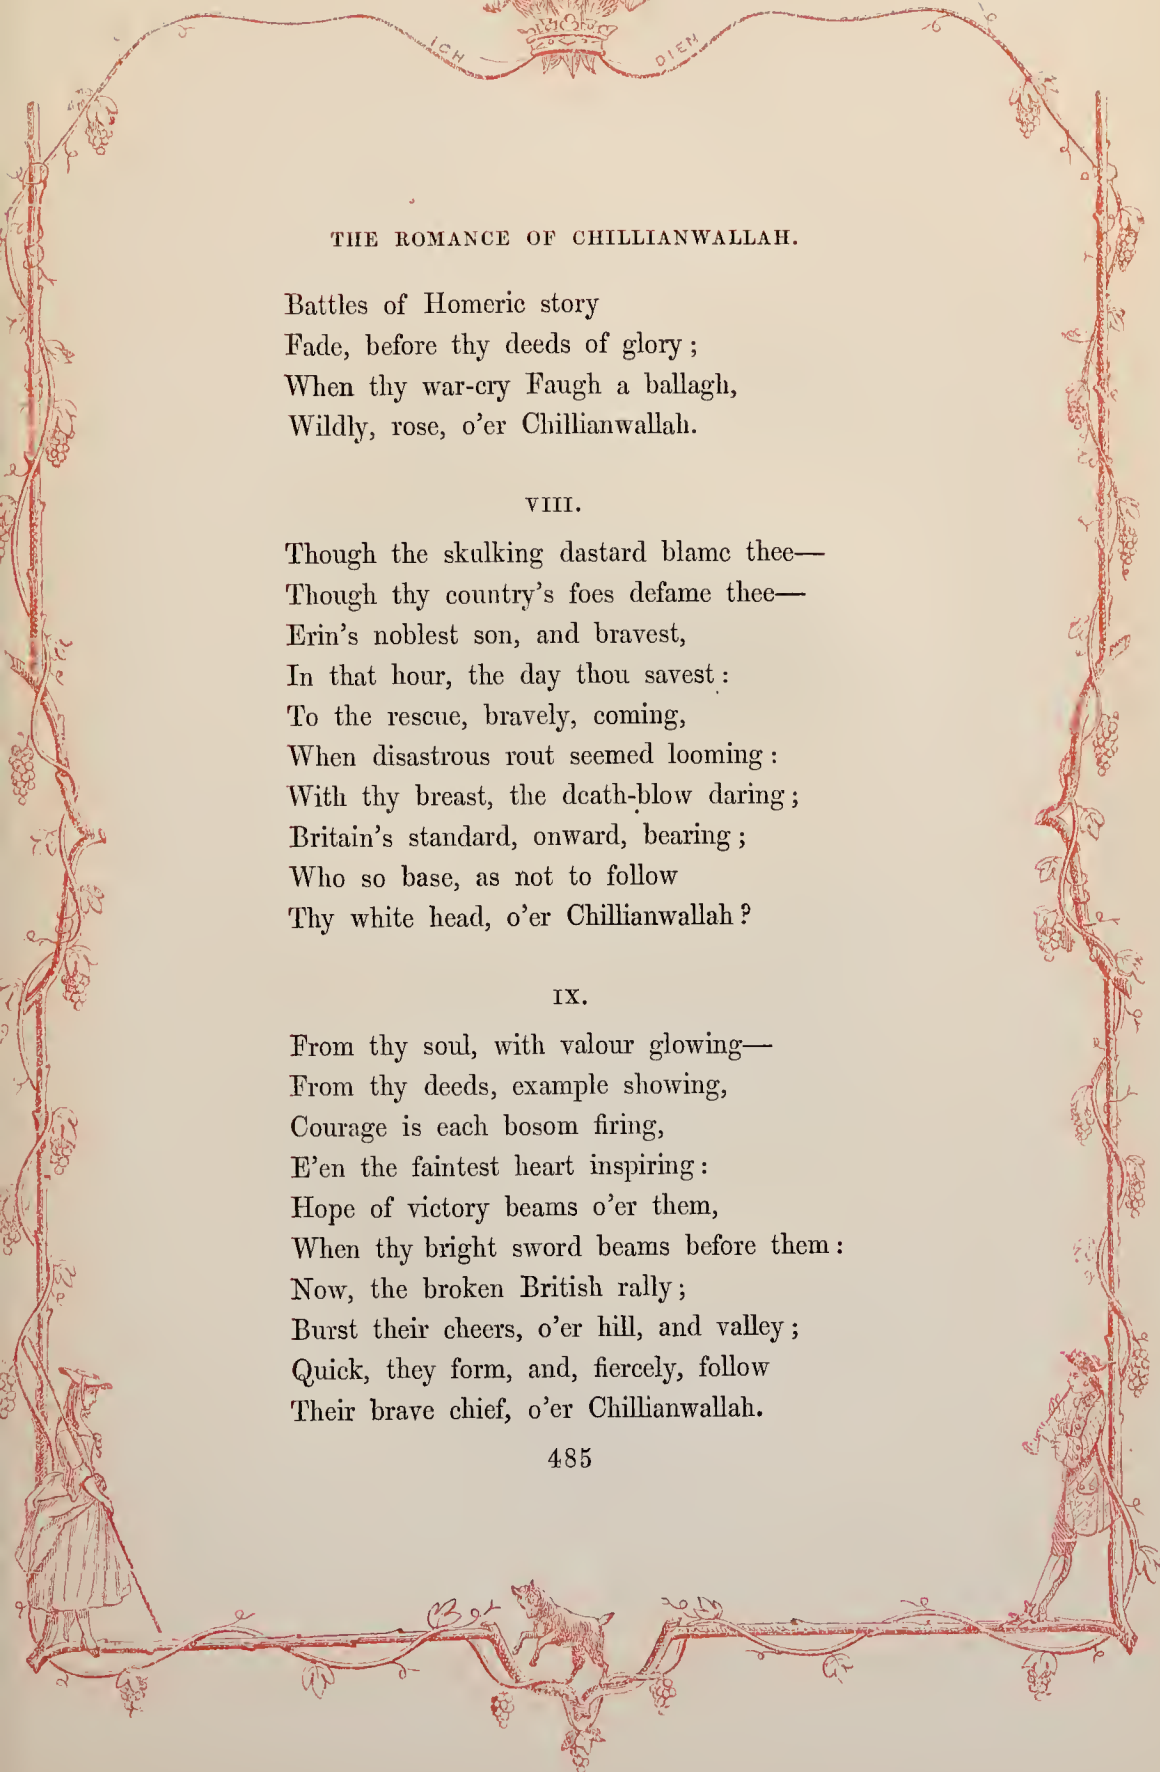 ICH DIEN
THE ROMANCE OF CHILLIANWALLAH.
Battles of Homeric story
Fade, before thy deeds of glory;
When thy war-cry Faugh a ballagh,
Wildly, rose, o'er Chillianwallah.
VIII.
Though the skulking dastard blame thee—
Though thy country's foes defame thee—
Erin's noblest son, and bravest,
In that hour, the day thou savest:
To the rescue, bravely, coming,
When disastrous rout seemed looming:
With thy breast, the death-blow daring;
Britain's standard, onward, bearing;
Who so base, as not to follow
Thy white head, o'er Chillianwallah?
IX.
From thy soul, with valour glowing—
From thy deeds, example showing,
Courage is each bosom firing,
E'en the faintest heart inspiring:
Hope of victory beams o'er them,
When thy bright sword beams before them:
Now, the broken British rally;
Burst their cheers, o'er hill, and valley;
Quick, they form, and, fiercely, follow
Their brave chief, o'er Chillianwallah.
485